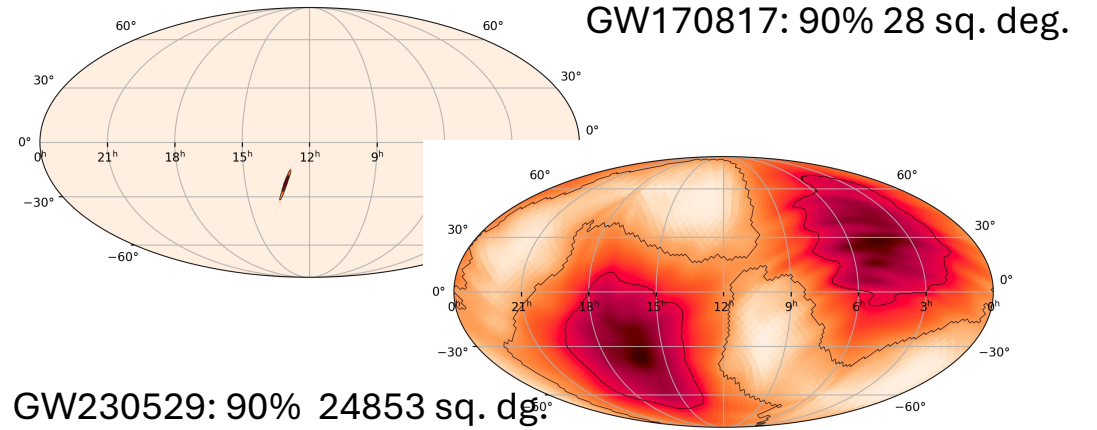 GW170817: 90% 28 sq. deg.
60° 60°
30° 30°
0° 0°
0h 21h 18h 15h 12h 9h
−30°
−60°
60° 60°
30° 30°
0° 0°
0h 21h 18h 15h 12h 9h 6h 3h 0h
−30° −30°
−60° −60°
GW230529: 90% 24853 sq. dg.